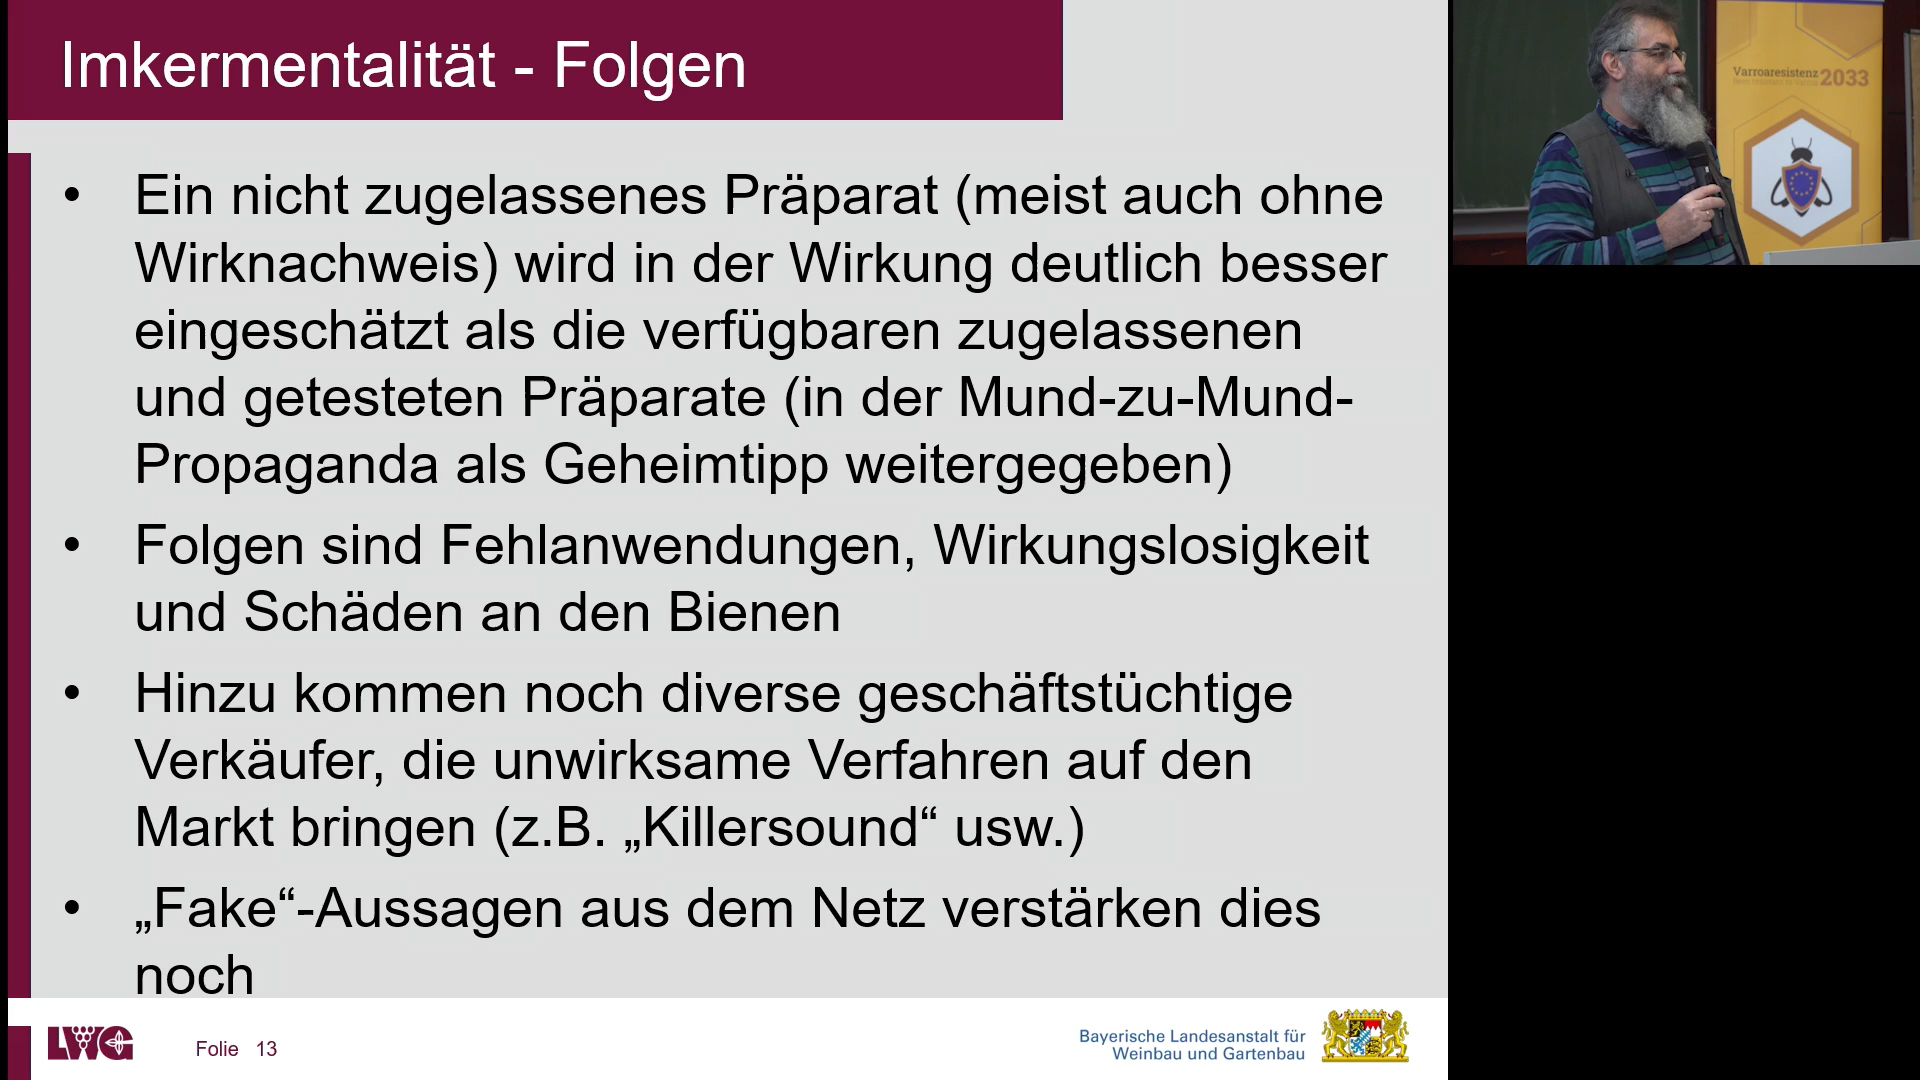 Imkermentalität - Folgen
• Ein nicht zugelassenes Präparat (meist auch ohne
Wirknachweis) wird in der Wirkung deutlich besser
eingeschätzt als die verfügbaren zugelassenen
und getesteten Präparate (in der Mund-zu-Mund-
Propaganda als Geheimtipp weitergegeben)
• Folgen sind Fehlanwendungen, Wirkungslosigkeit
und Schäden an den Bienen
• Hinzu kommen noch diverse geschäftstüchtige
Verkäufer, die unwirksame Verfahren auf den
Markt bringen (z.B. „Killersound“ usw.)
• „Fake“-Aussagen aus dem Netz verstärken dies
noch
LWG
Folie 13
Bayerische Landesanstalt für
Weinbau und Gartenbau
Varroaresistenz 2033